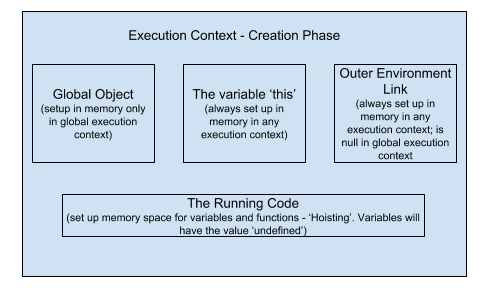 Execution Context - Creation Phase
Global Object
(setup in memory only
in global execution
context)
The variable ‘this’
(always set up in
memory in any
execution context)
Outer Environment
Link
(always set up in
memory in any
execution context; is
null in global execution
context
The Running Code
(set up memory space for variables and functions - ‘Hoisting’. Variables will
have the value ‘undefined’)